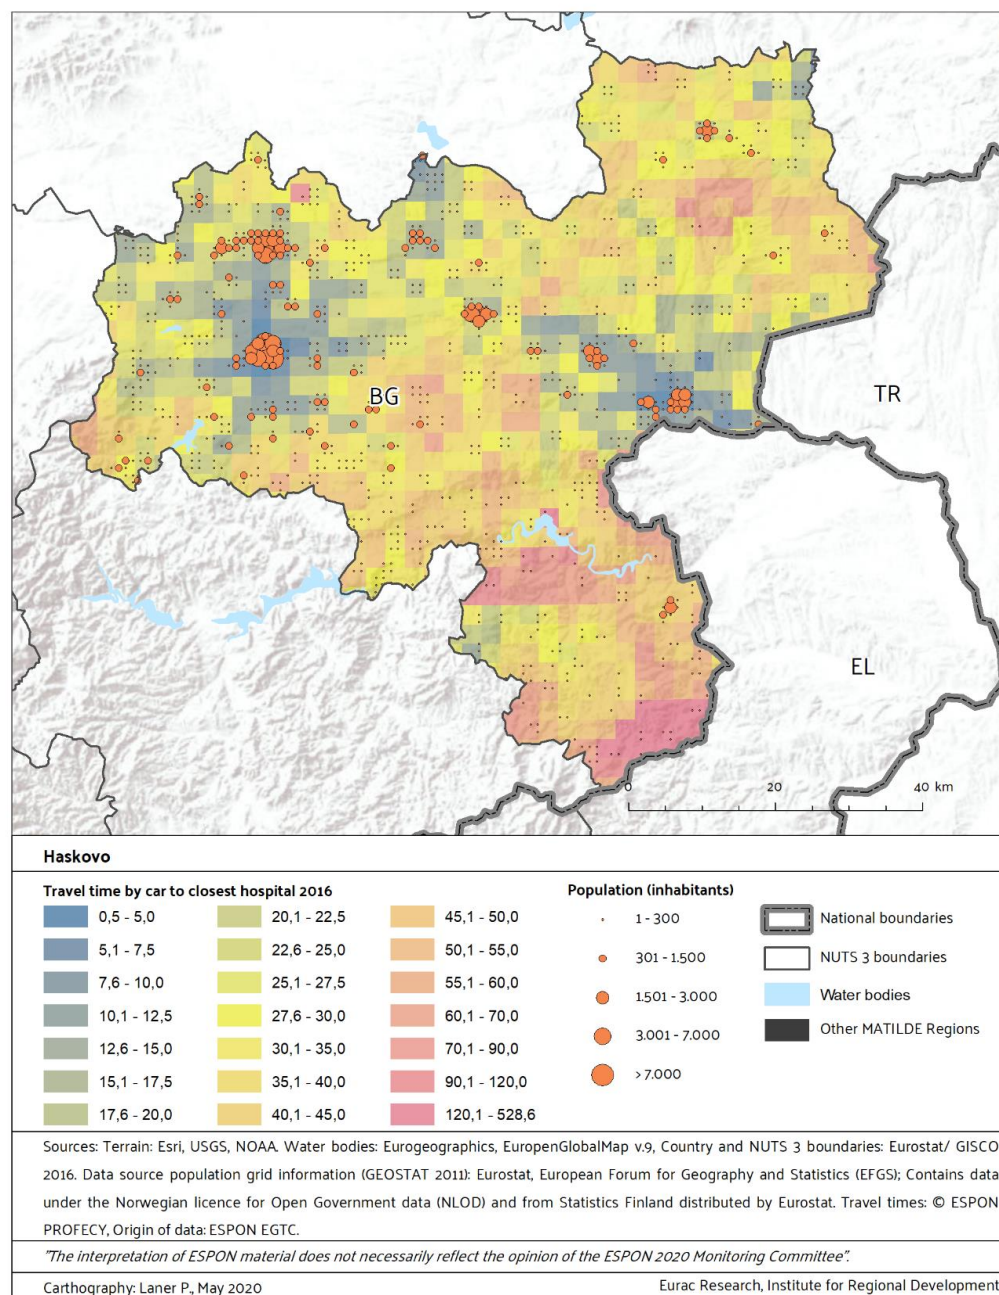 BG
TR
EL
0
20
40 km
Haskovo
Travel time by car to closest hospital 2016
0,5 - 5,0
5,1 - 7,5
7,6 - 10,0
10,1 - 12,5
12,6 - 15,0
15,1 - 17,5
17,6 - 20,0
20,1 - 22,5
22,6 - 25,0
25,1 - 27,5
27,6 - 30,0
30,1 - 35,0
35,1 - 40,0
40,1 - 45,0
45,1 - 50,0
50,1 - 55,0
55,1 - 60,0
60,1 - 70,0
70,1 - 90,0
90,1 - 120,0
120,1 - 528,6
Population (inhabitants)
1 - 300
301 - 1.500
1.501 - 3.000
3.001 - 7.000
> 7.000
National boundaries
NUTS 3 boundaries
Water bodies
Other MATILDE Regions
Sources: Terrain: Esri, USGS, NOAA. Water bodies: Eurogeographics, EuropenGlobalMap v.9, Country and NUTS 3 boundaries: Eurostat/ GISCO
2016. Data source population grid information (GEOSTAT 2011): Eurostat, European Forum for Geography and Statistics (EFGS); Contains data
under the Norwegian licence for Open Government data (NLOD) and from Statistics Finland distributed by Eurostat. Travel times: © ESPON
PROFECY, Origin of data: ESPON EGTC.
"The interpretation of ESPON material does not necessarily reflect the opinion of the ESPON 2020 Monitoring Committee".
Carthography: Laner P., May 2020
Eurac Research, Institute for Regional Development